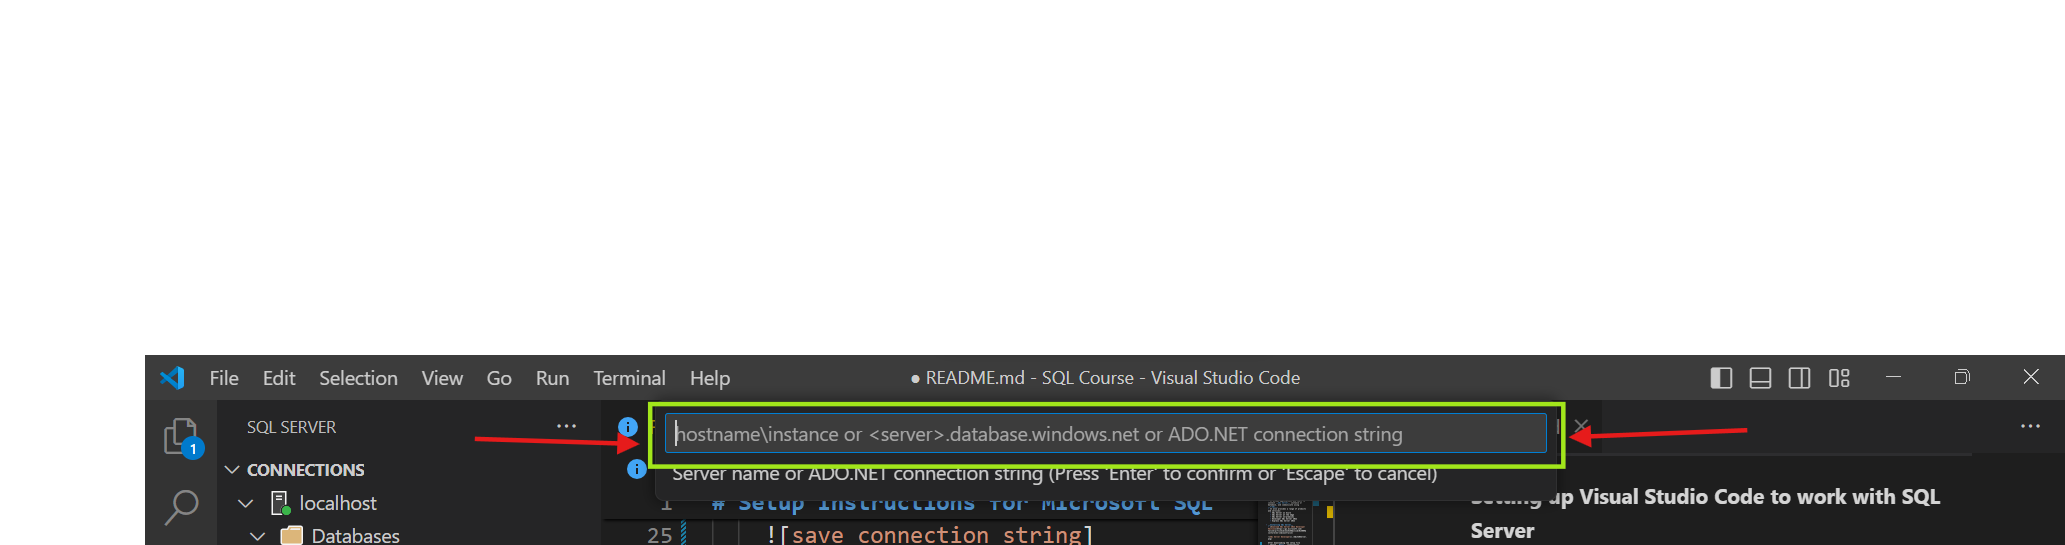 File Edit Selection View Go Run Terminal Help
● README.md - SQL Course - Visual Studio Code
1
SQL SERVER
...
hostname\instance or <server>.database.windows.net or ADO.NET connection string
...
CONNECTIONS
Server name or ADO.NET connection string (Press 'Enter' to confirm or 'Escape' to cancel)
localhost
1 # Setup Instructions for Microsoft SQL
Databases
25 ![save connection string]
Setting up Visual Studio Code to work with SQL
Server